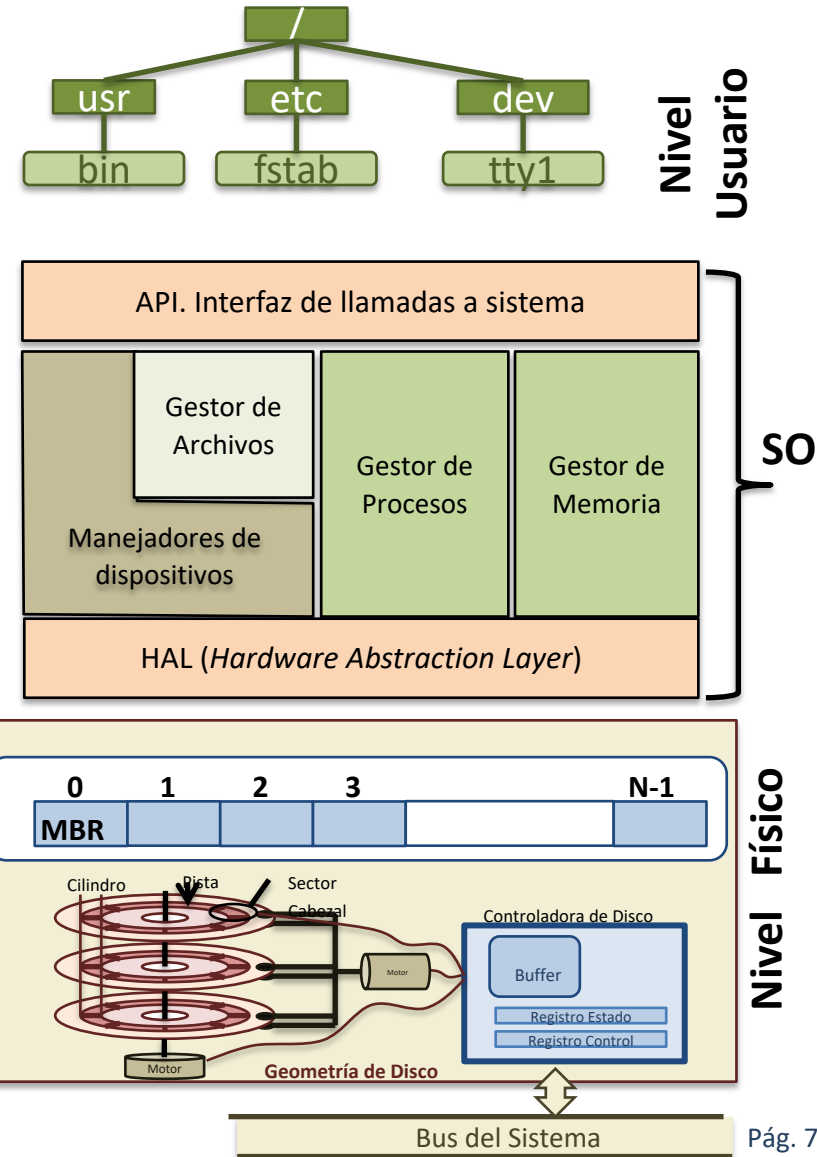 /
usr etc dev
bin fstab tty1
Nivel
Usuario
API. Interfaz de llamadas a sistema
Gestor de
Archivos
Gestor de
Procesos
Gestor de
Memoria
Manejadores de
dispositivos
HAL (Hardware Abstraction Layer)
SO
0 1 2 3 N-1
MBR
Nivel Físico
Cilindro Pista Sector
Cabezal
Controladora de Disco
Buffer
Motor
Registro Estado
Registro Control
Motor
Geometría de Disco
Bus del Sistema
Pág. 7